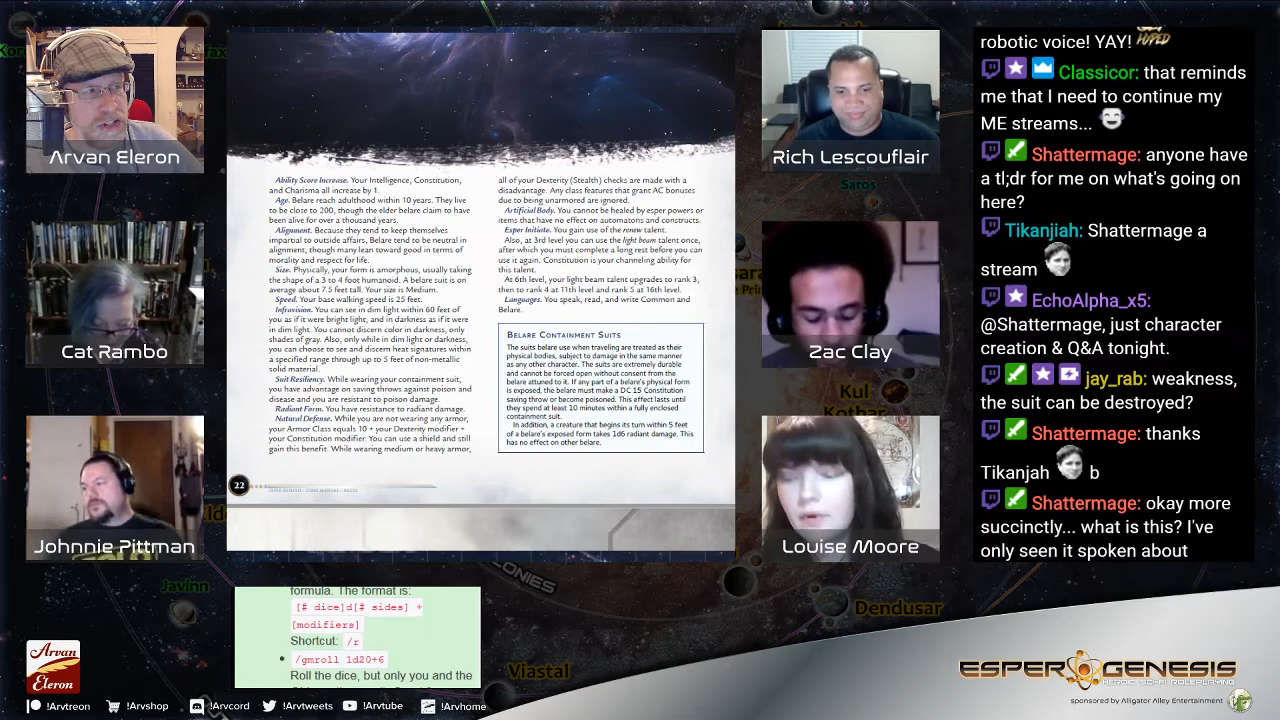 Arvan Eleron
Cat Rambo
Johnnie Pittman
Ability Score Increase. Your Intelligence, Constitution,
and Charisma all increase by 1.
Age. Belare reach adulthood within 10 years. They live
to be close to 200, though the elder belare claim to have
been alive for over a thousand years.
Alignment. Because they tend to keep themselves
impartial to outside affairs, Belare tend to be neutral in
alignment, though many lean toward good in terms of
morality and respect for life.
Size. Physically, your form is amorphous, usually taking
the shape of a 3 to 4 foot humanoid. A belare suit is on
average about 7.5 feet tall. Your size is Medium.
Speed. Your base walking speed is 25 feet.
Infravision. You can see in dim light within 60 feet of
you as if it were bright light, and in darkness as if it were
in dim light. You cannot discern color in darkness, only
shades of gray. Also, only while in dim light or darkness,
you can choose to see and discern heat signatures within
a specified range through up to 5 feet of non-metallic
solid material.
Suit Resiliency. While wearing your containment suit,
you have advantage on saving throws against poison and
disease and you are resistant to poison damage.
Radiant Form. You have resistance to radiant damage.
Natural Defense. While you are not wearing any armor,
your Armor Class equals 10 + your Dexterity modifier +
your Constitution modifier. You can use a shield and still
gain this benefit. While wearing medium or heavy armor,
all of your Dexterity (Stealth) checks are made with a
disadvantage. Any class features that grant AC bonuses
due to being unarmored are ignored.
Artificial Body. You cannot be healed by esper powers or
items that have no effect on automatons and constructs.
Esper Initiate. You gain use of the renew talent.
Also, at 3rd level you can use the light beam talent once,
after which you must complete a long rest before you can
use it again. Constitution is your channeling ability for
this talent.
At 6th level, your light beam talent upgrades to rank 3,
then to rank 4 at 11th level and rank 5 at 16th level.
Languages. You speak, read, and write Common and
Belare.
BELARE CONTAINMENT SUITS
The suits belare use when traveling are treated as their
physical bodies, subject to damage in the same manner
as any other character. The suits are extremely durable
and cannot be forced open without consent from the
belare attuned to it. If any part of a belare's physical form
is exposed, the belare must make a DC 15 Constitution
saving throw or become poisoned. This effect lasts until
they spend at least 10 minutes within a fully enclosed
containment suit.
In addition, a creature that begins its turn within 5 feet
of a belare's exposed form takes 1d6 radiant damage. This
has no effect on other belare.
22
Rich Lescouflair
Saros
Zac Clay
Kul
Kothar
Louise Moore
robotic voice! YAY! HYPED
Classicor: that reminds
me that I need to continue my
ME streams...
Shattermage: anyone have
a tl;dr for me on what's going on
here?
Tikanjiah: Shattermage a
stream
EchoAlpha_x5:
@Shattermage, just character
creation & Q&A tonight.
jay_rab: weakness,
the suit can be destroyed?
Shattermage: thanks
Tikanjah b
Shattermage: okay more
succinctly... what is this? I've
only seen it spoken about
Javinn
formula. The format is:
[# dice]d[# sides] +
[modifiers]
Shortcut: /r
• /gmroll 1d20+6
Roll the dice, but only you and the
Viastal
Dendusar
Arvan
Eleron
ESPER GENESIS
HEROIC SCI-FI ROLEPLAYING
sponsored by Alligator Alley Entertainment
!Arvtreon !Arvshop !Arvcord !Arvtweets !Arvtube !Arvhome